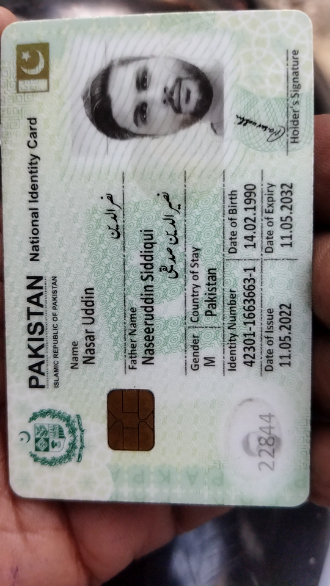 PAKISTAN National Identity Card
ISLAMIC REPUBLIC OF PAKISTAN
Name
Nasar Uddin
نصر الدین
Father Name
Naseeruddin Siddiqui
نصیر الدین صدیقی
Gender
Country of Stay
M
Pakistan
Identity Number
Date of Birth
42301-1663663-1
14.02.1990
Date of Issue
Date of Expiry
11.05.2022
11.05.2032
Holder's Signature
22844